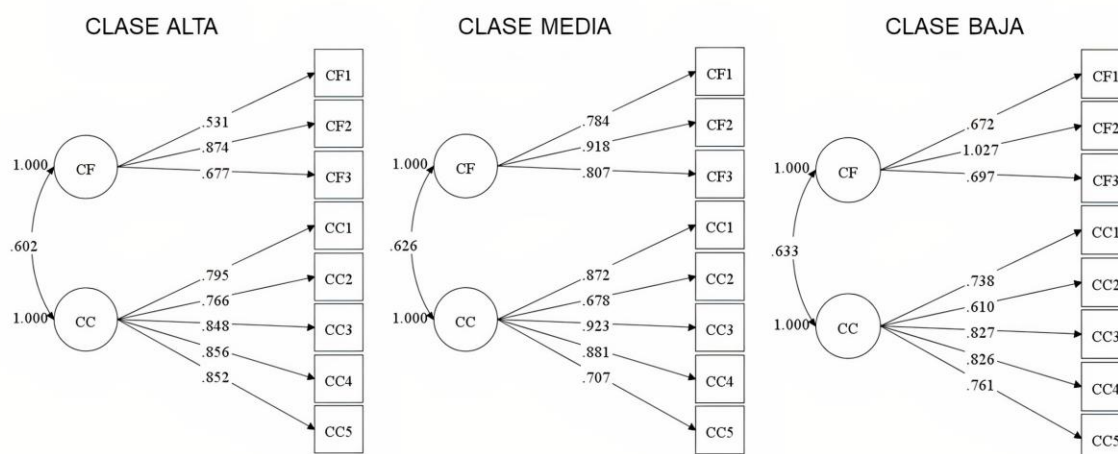 CLASE ALTA
1.000
CF
.602
1.000
CC
.531
.874
.677
.795
.766
.848
.856
.852
CF1
CF2
CF3
CC1
CC2
CC3
CC4
CC5
CLASE MEDIA
1.000
CF
.626
1.000
CC
.784
.918
.807
.872
.678
.923
.881
.707
CF1
CF2
CF3
CC1
CC2
CC3
CC4
CC5
CLASE BAJA
1.000
CF
.633
1.000
CC
.672
1.027
.697
.738
.610
.827
.826
.761
CF1
CF2
CF3
CC1
CC2
CC3
CC4
CC5